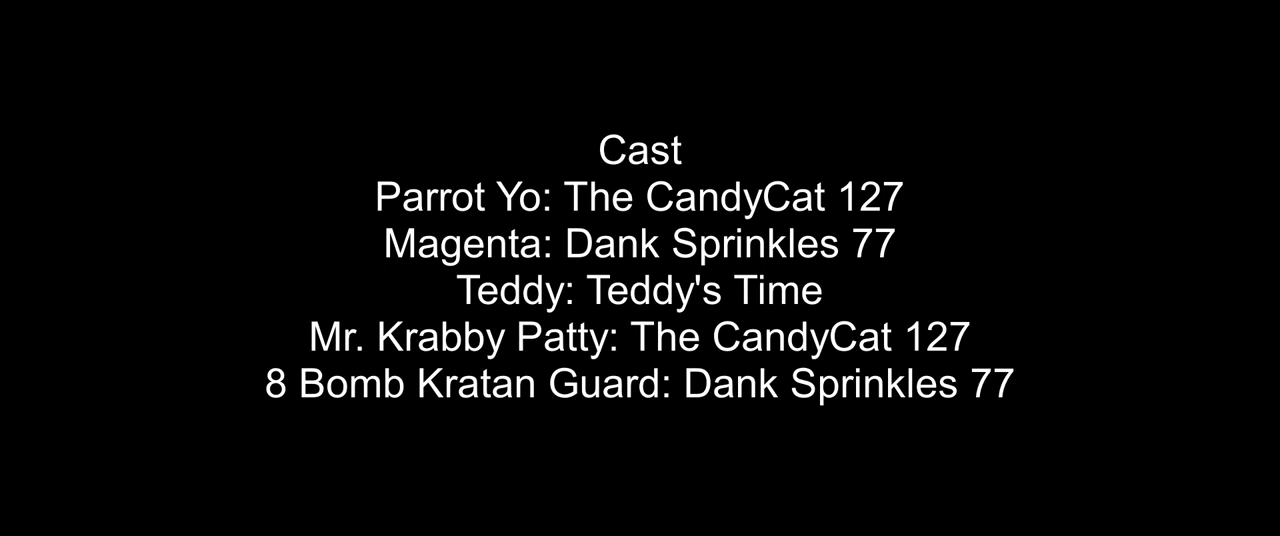 Cast
Parrot Yo: The CandyCat 127
Magenta: Dank Sprinkles 77
Teddy: Teddy's Time
Mr. Krabby Patty: The CandyCat 127
8 Bomb Kratan Guard: Dank Sprinkles 77